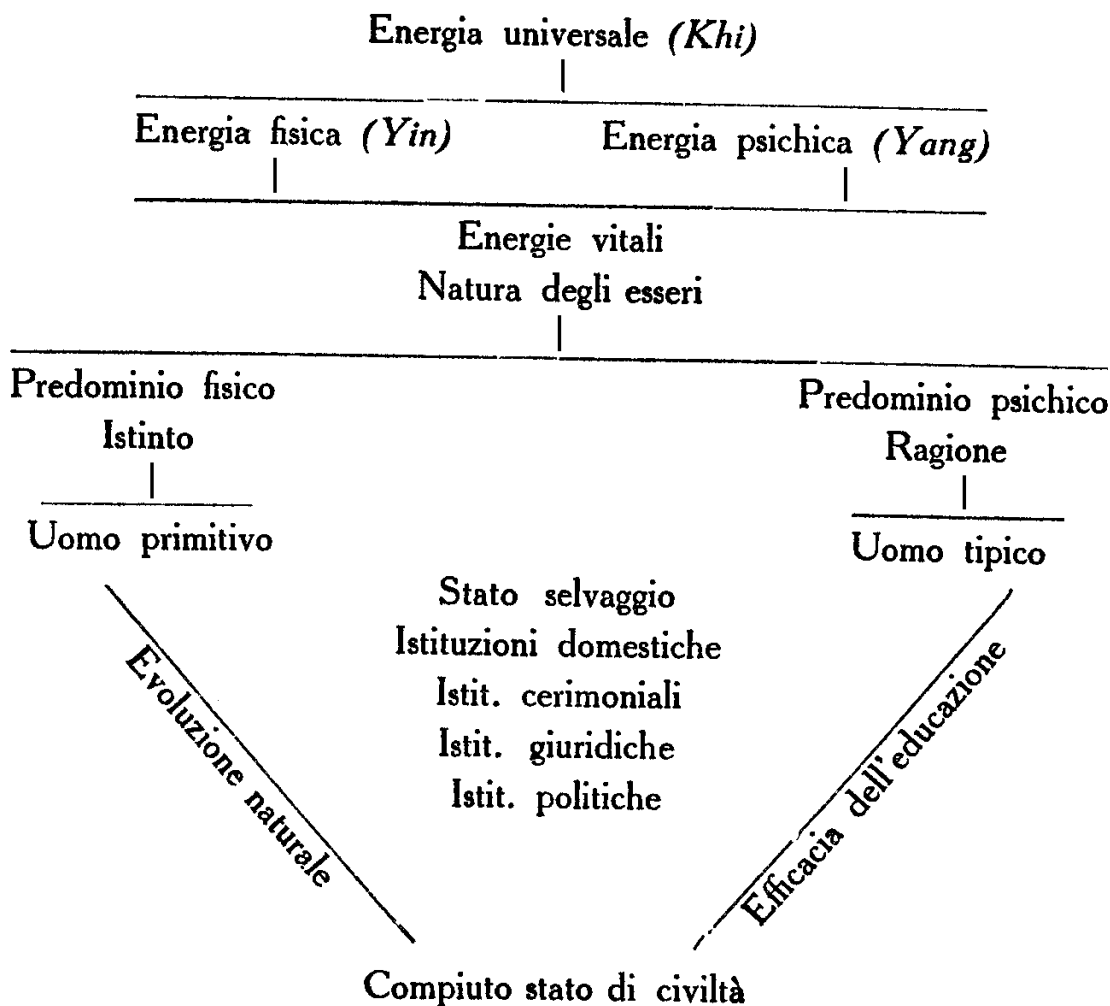 Energia universale (Khi)
Energia fisica (Yin)
Energia psichica (Yang)
Energie vitali
Natura degli esseri
Predominio fisico
Istinto
Uomo primitivo
Predominio psichico
Ragione
Uomo tipico
Stato selvaggio
Istituzioni domestiche
Istit. cerimoniali
Istit. giuridiche
Istit. politiche
Evoluzione naturale
Efficacia dell'educazione
Compiuto stato di civiltà